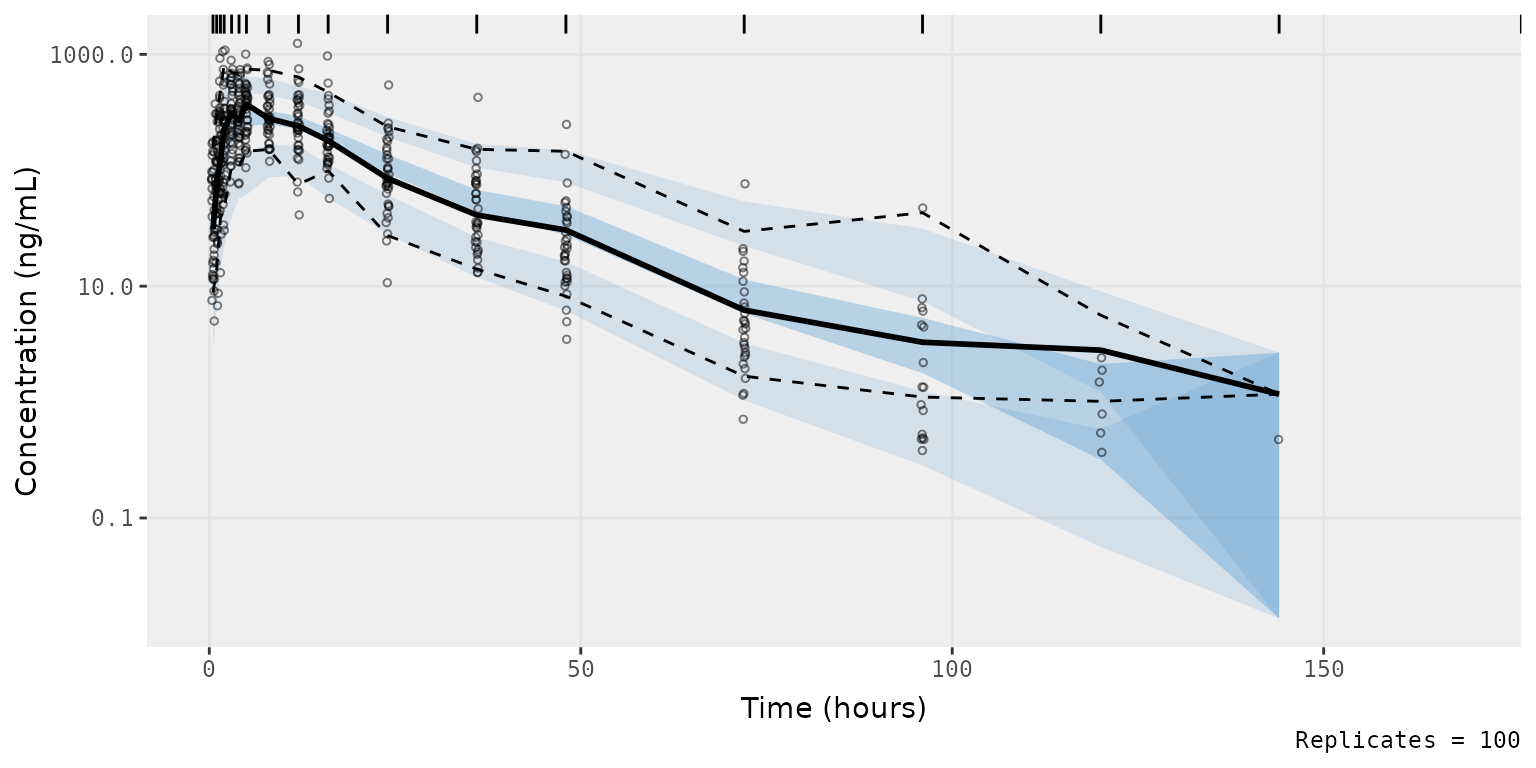 Concentration (ng/mL)
1000.0
10.0
0.1
0 50 100 150
Time (hours)
Replicates = 100